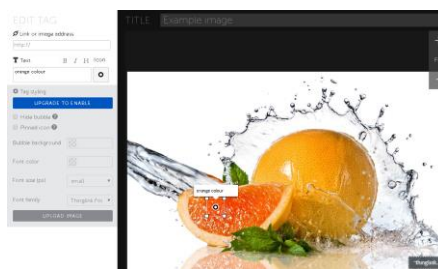 EDIT TAG
Link or image address
http://
Text
B I H Icon
orange colour
Tag styling
UPGRADE TO ENABLE
Hide bubble
Pinned icon
Bubble background
Font color
Font size (px)
small
Font family
UPLOAD IMAGE
TITLE
Example image
orange colour